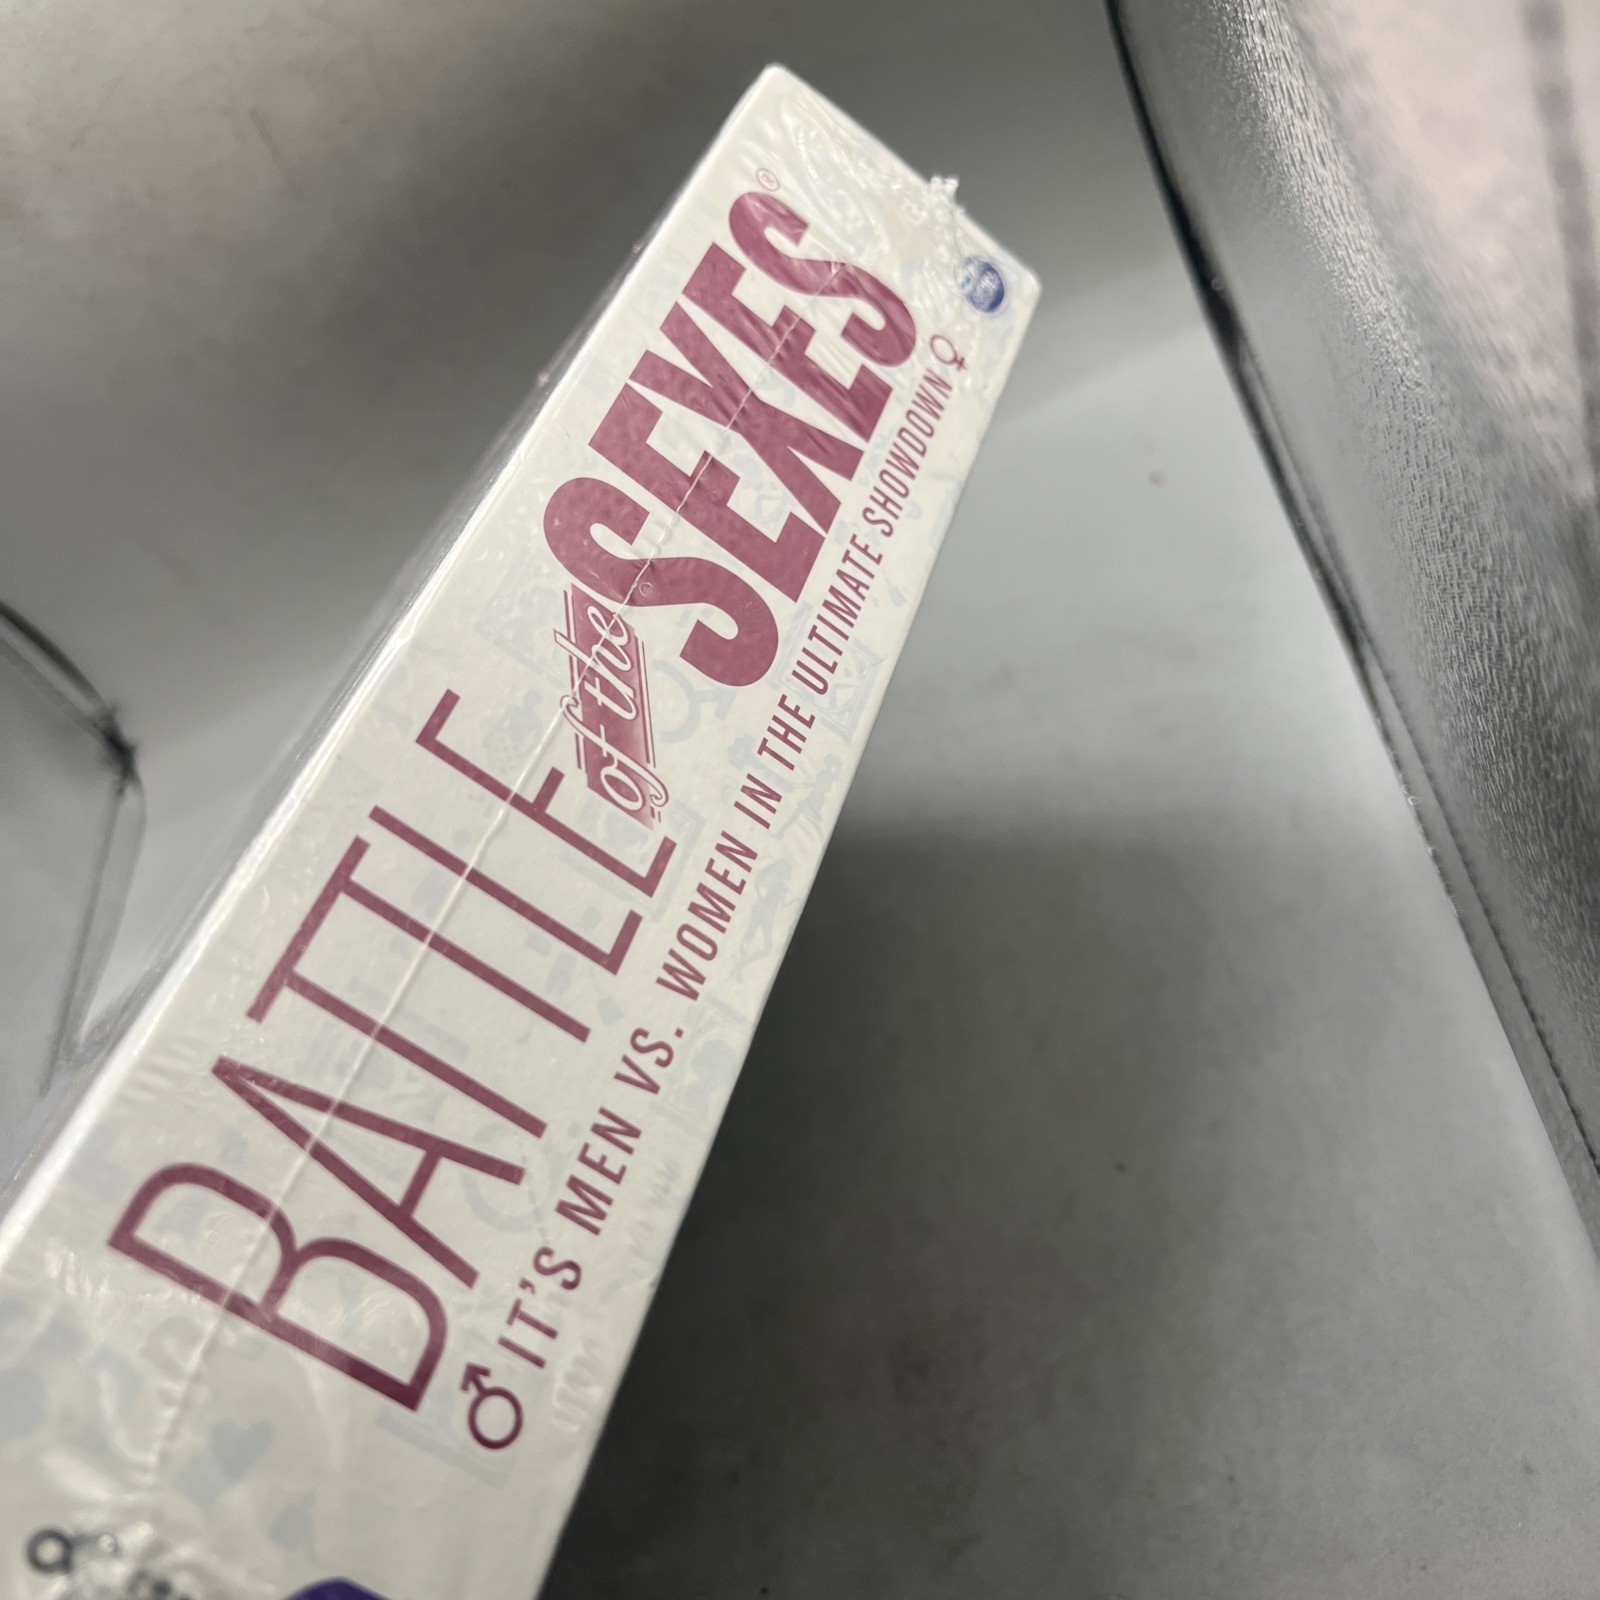 BATTLE of the SEXES®
♂ IT'S MEN VS. WOMEN IN THE ULTIMATE SHOWDOWN ♀